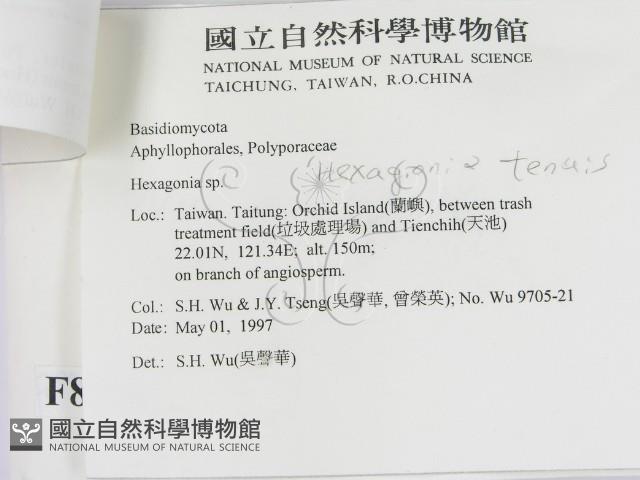 國立自然科學博物館
NATIONAL MUSEUM OF NATURAL SCIENCE
TAICHUNG, TAIWAN, R.O.CHINA
Basidiomycota
Aphyllophorales, Polyporaceae
Hexagonia sp. Hexagonia tenuis
Loc.: Taiwan. Taitung: Orchid Island(蘭嶼), between trash
treatment field(垃圾處理場) and Tienchih(天池)
22.01N, 121.34E; alt. 150m;
on branch of angiosperm.
Col.: S.H. Wu & J.Y. Tseng(吳聲華, 曾榮英); No. Wu 9705-21
Date: May 01, 1997
Det.: S.H. Wu(吳聲華)
F8
國立自然科學博物館
NATIONAL MUSEUM OF NATURAL SCIENCE